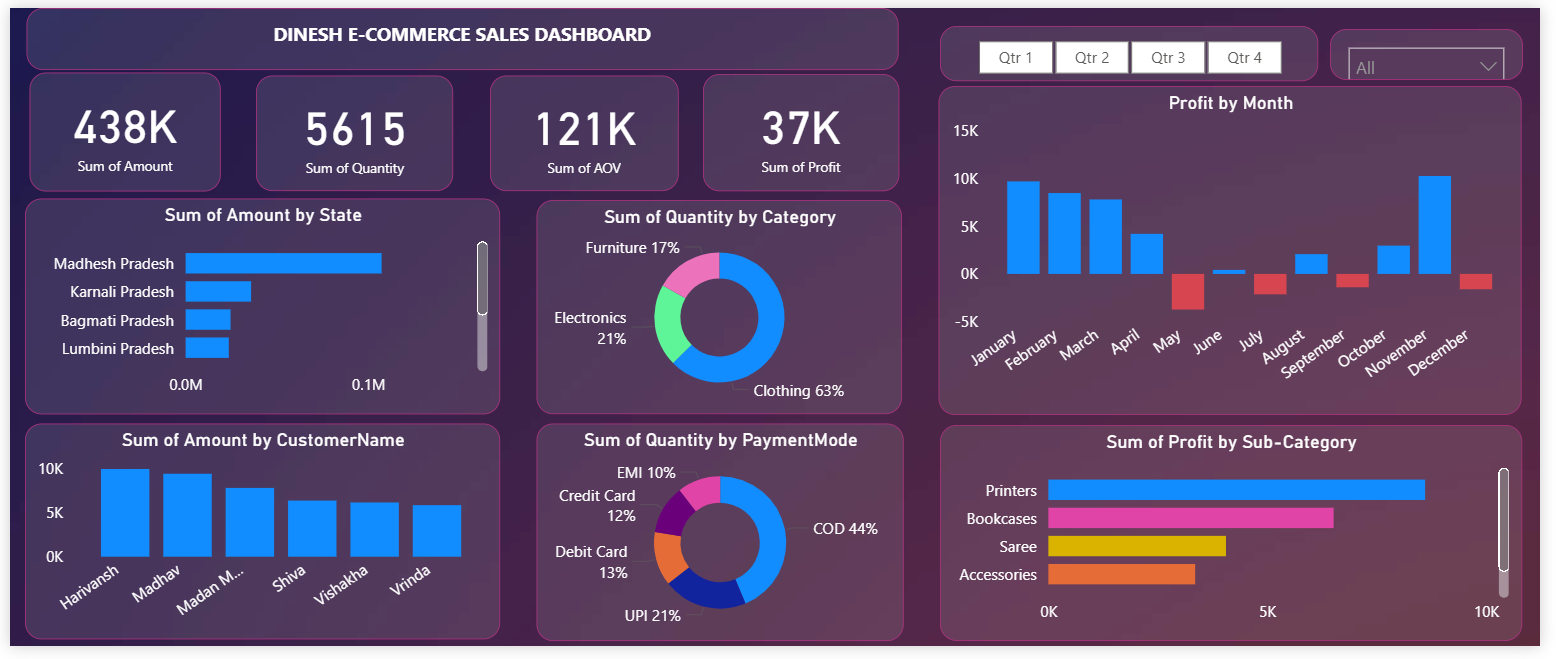 DINESH E-COMMERCE SALES DASHBOARD
Qtr 1
Qtr 2
Qtr 3
Qtr 4
All
438K
Sum of Amount
5615
Sum of Quantity
121K
Sum of AOV
37K
Sum of Profit
Profit by Month
15K
10K
5K
0K
-5K
January
February
March
April
May
June
July
August
September
October
November
December
Sum of Amount by State
Madhesh Pradesh
Karnali Pradesh
Bagmati Pradesh
Lumbini Pradesh
0.0M
0.1M
Sum of Quantity by Category
Furniture 17%
Electronics
21%
Clothing 63%
Sum of Amount by CustomerName
10K
5K
0K
Harivansh
Madhav
Madan M...
Shiva
Vishakha
Vrinda
Sum of Quantity by PaymentMode
EMI 10%
Credit Card
12%
COD 44%
Debit Card
13%
UPI 21%
Sum of Profit by Sub-Category
Printers
Bookcases
Saree
Accessories
0K
5K
10K